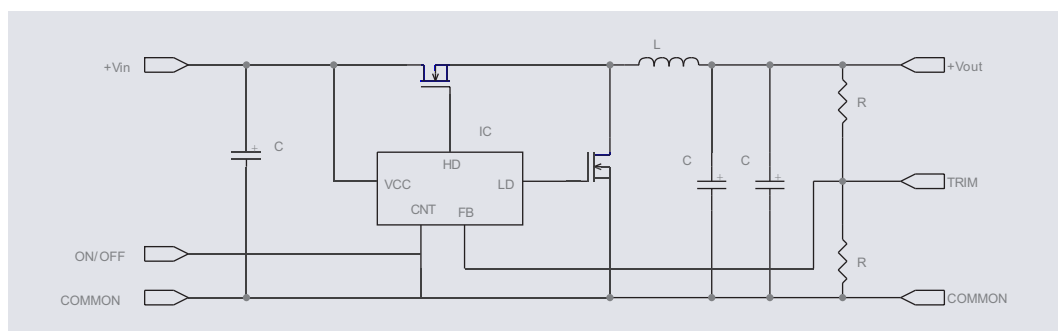 L
+Vin
+Vout
R
IC
C
HD
C
C
VCC
LD
TRIM
CNT
FB
ON/OFF
R
COMMON
COMMON